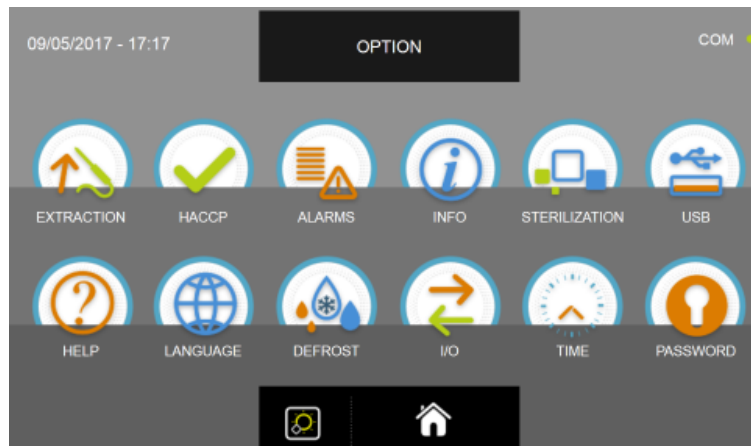 09/05/2017 - 17:17 OPTION COM
EXTRACTION HACCP ALARMS INFO STERILIZATION USB
HELP LANGUAGE DEFROST I/O TIME PASSWORD